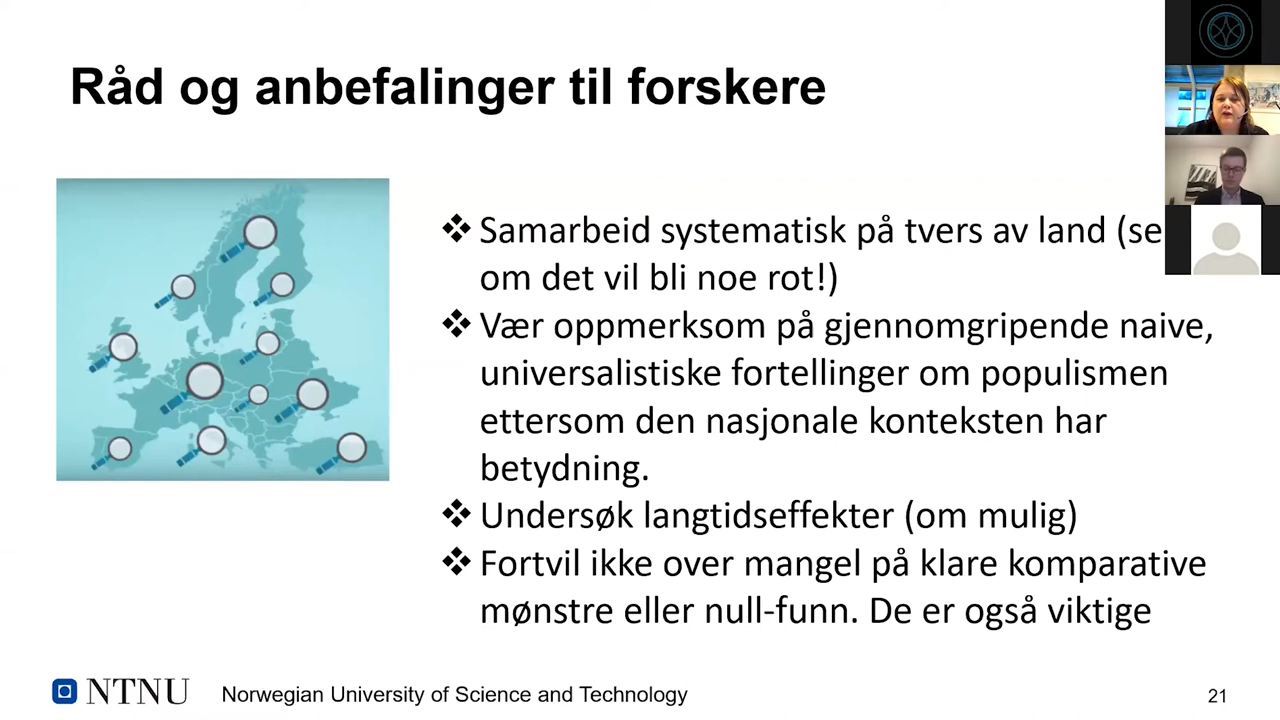 Råd og anbefalinger til forskere
❖ Samarbeid systematisk på tvers av land (se
om det vil bli noe rot!)
❖ Vær oppmerksom på gjennomgripende naive,
universalistiske fortellinger om populismen
ettersom den nasjonale konteksten har
betydning.
❖ Undersøk langtidseffekter (om mulig)
❖ Fortvil ikke over mangel på klare komparative
mønstre eller null-funn. De er også viktige
NTNU
Norwegian University of Science and Technology
21